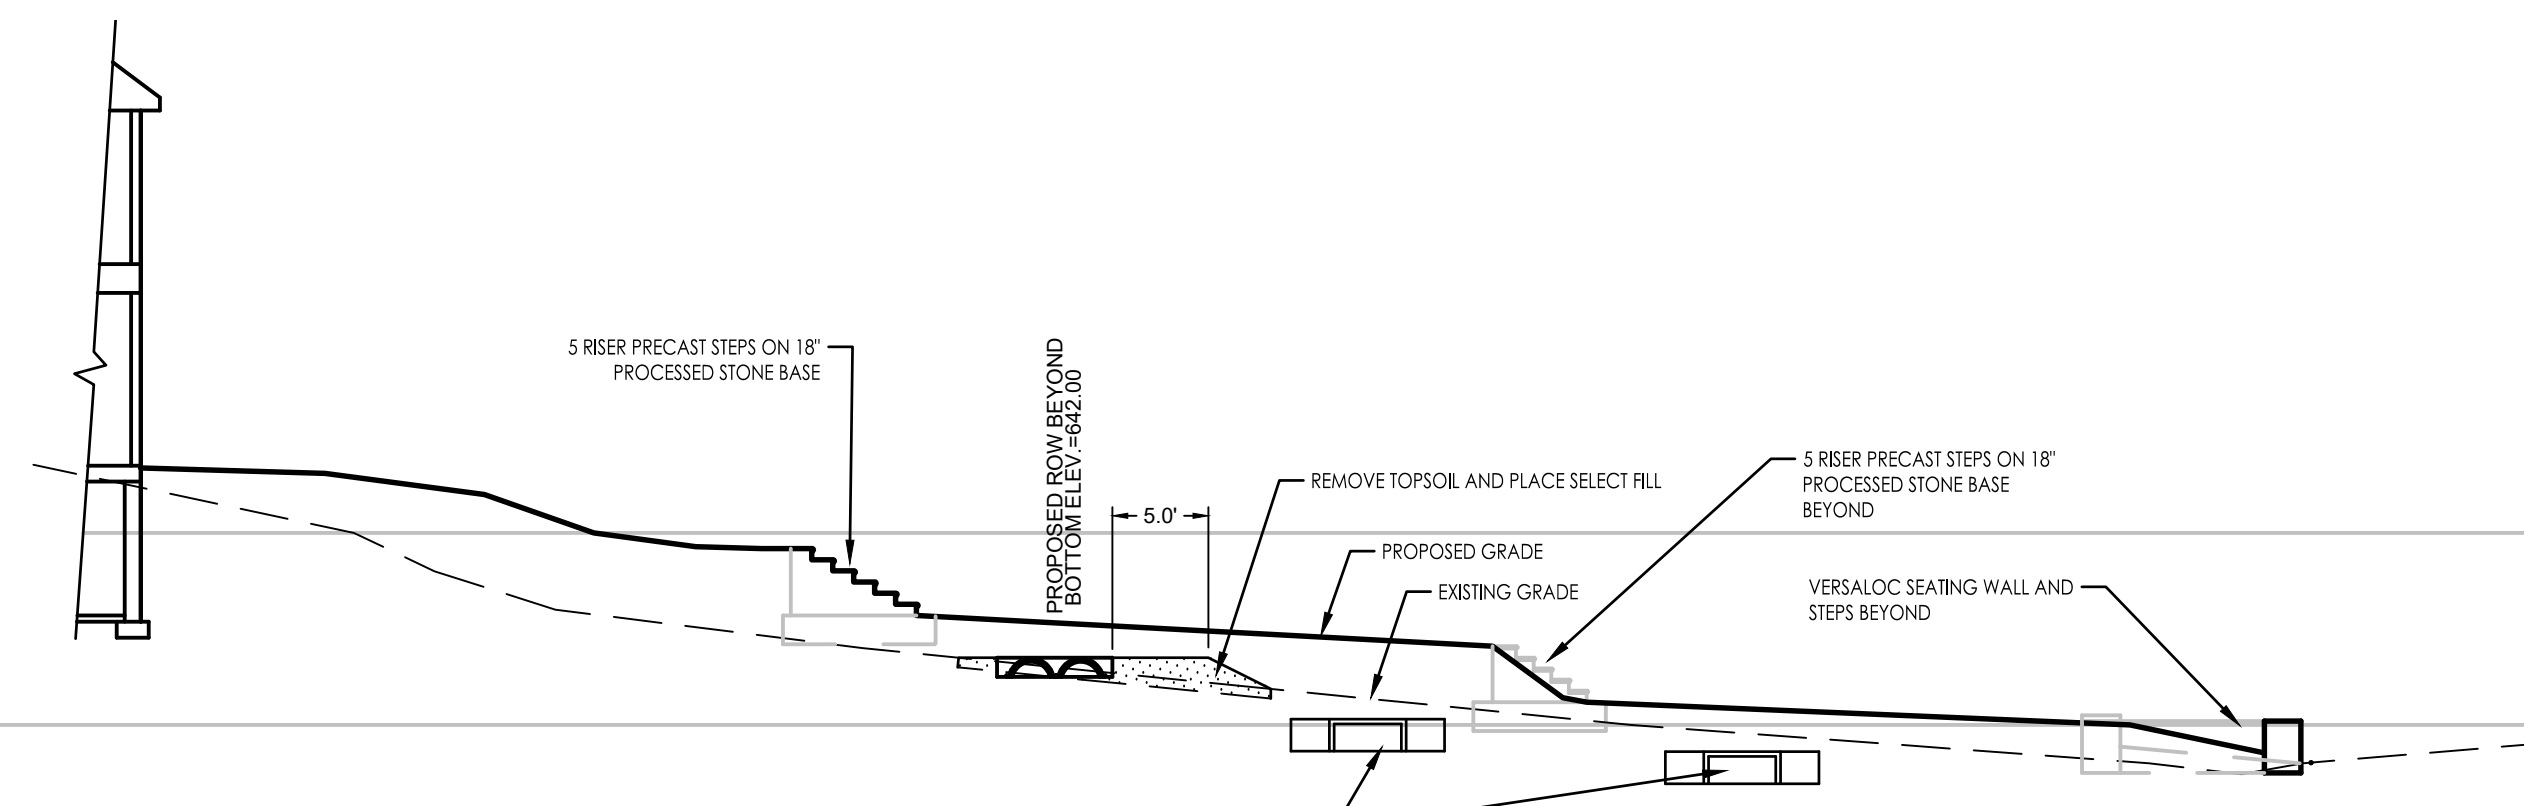 5 RISER PRECAST STEPS ON 18"
PROCESSED STONE BASE
PROPOSED ROW BEYOND
BOTTOM ELEV.=642.00
5.0'
REMOVE TOPSOIL AND PLACE SELECT FILL
PROPOSED GRADE
EXISTING GRADE
5 RISER PRECAST STEPS ON 18"
PROCESSED STONE BASE
BEYOND
VERSALOC SEATING WALL AND
STEPS BEYOND